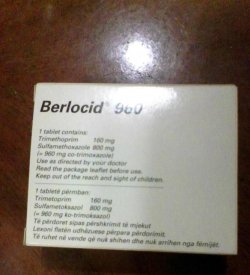 Berlocid® 960
1 tablet contains:
Trimethoprim 160 mg
Sulfamethoxazole 800 mg
(= 960 mg co-trimoxazole)
Use as directed by your doctor
Read the package leaflet before use.
Keep out of the reach and sight of children.
1 tabletë përmban:
Trimetoprim 160 mg
Sulfametoksazol 800 mg
(= 960 mg ko-trimoksazol)
Të përdoret sipas përshkrimit të mjekut
Lexoni fletën udhëzuese përpara përdorimit.
Të ruhet në vende që nuk shihen dhe nuk arrihen nga fëmijët.